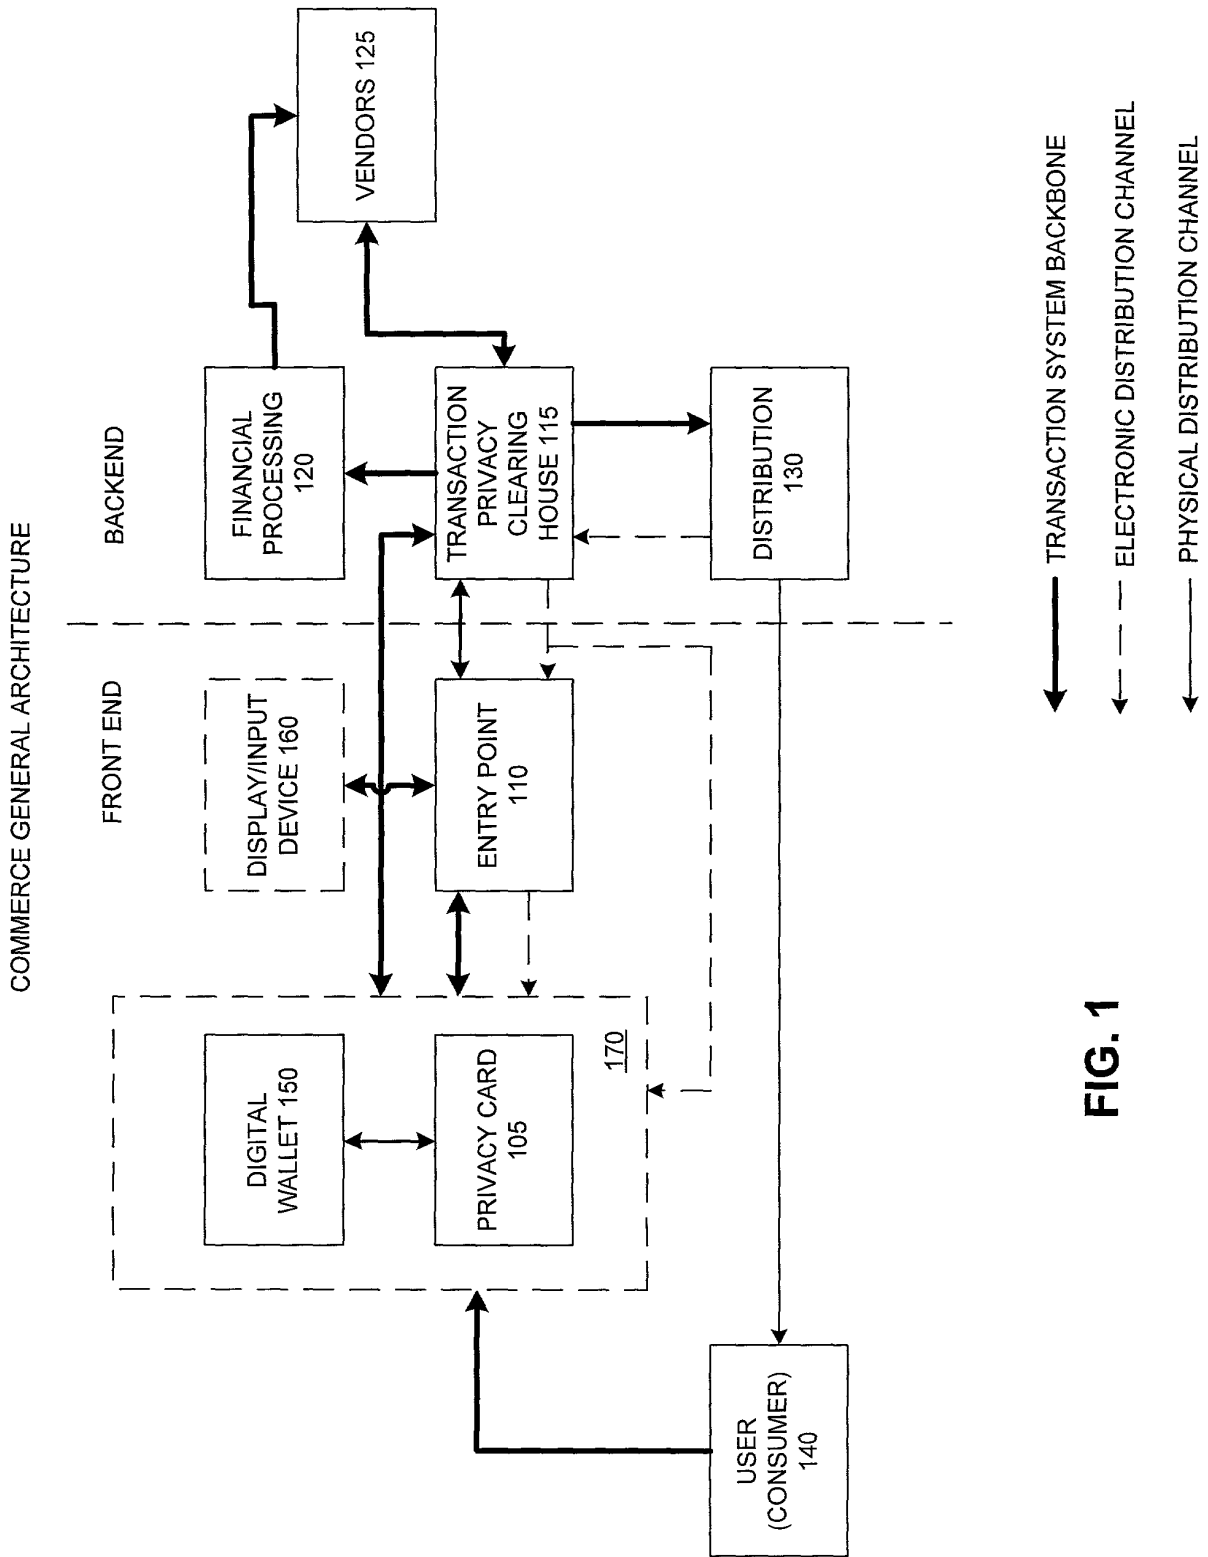 COMMERCE GENERAL ARCHITECTURE
FRONT END
BACKEND
DIGITAL
WALLET 150
DISPLAY/INPUT
DEVICE 160
FINANCIAL
PROCESSING
120
VENDORS 125
PRIVACY CARD
105
170
ENTRY POINT
110
TRANSACTION
PRIVACY
CLEARING
HOUSE 115
USER
(CONSUMER)
140
DISTRIBUTION
130
TRANSACTION SYSTEM BACKBONE
ELECTRONIC DISTRIBUTION CHANNEL
PHYSICAL DISTRIBUTION CHANNEL
FIG. 1